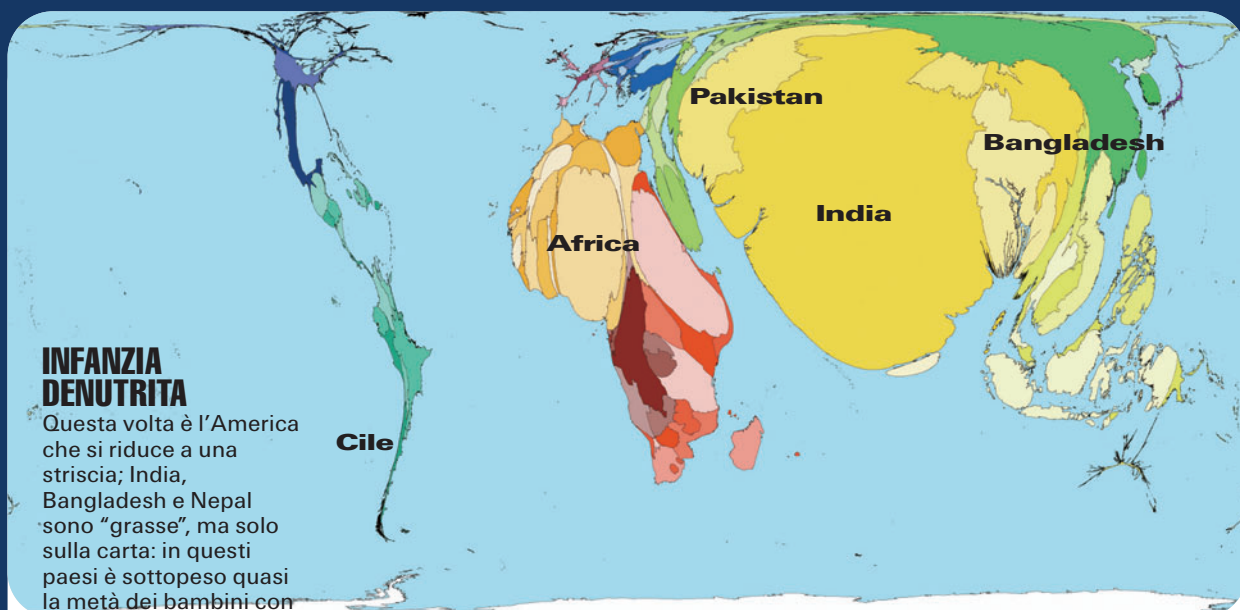 Pakistan
Bangladesh
India
Africa
Cile
INFANZIA
DENUTRITA
Questa volta è l'America
che si riduce a una
striscia; India,
Bangladesh e Nepal
sono “grasse”, ma solo
sulla carta: in questi
paesi è sottopeso quasi
la metà dei bambini con